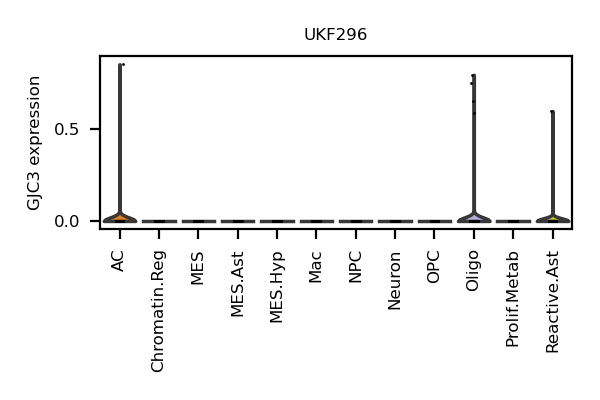 UKF296
GJC3 expression
0.5
0.0
AC
Chromatin.Reg
MES
MES.Ast
MES.Hyp
Mac
NPC
Neuron
OPC
Oligo
Prolif.Metab
Reactive.Ast